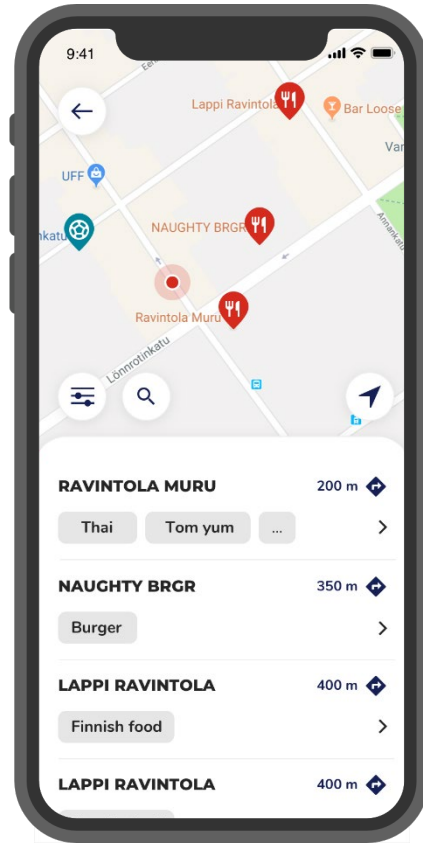 9:41
Lappi Ravintola
Bar Loose
UFF
NAUGHTY BRGR
Annankatu
Ravintola Muru
Lönnrotinkatu
RAVINTOLA MURU 200 m
Thai Tom yum ...
NAUGHTY BRGR 350 m
Burger
LAPPI RAVINTOLA 400 m
Finnish food
LAPPI RAVINTOLA 400 m